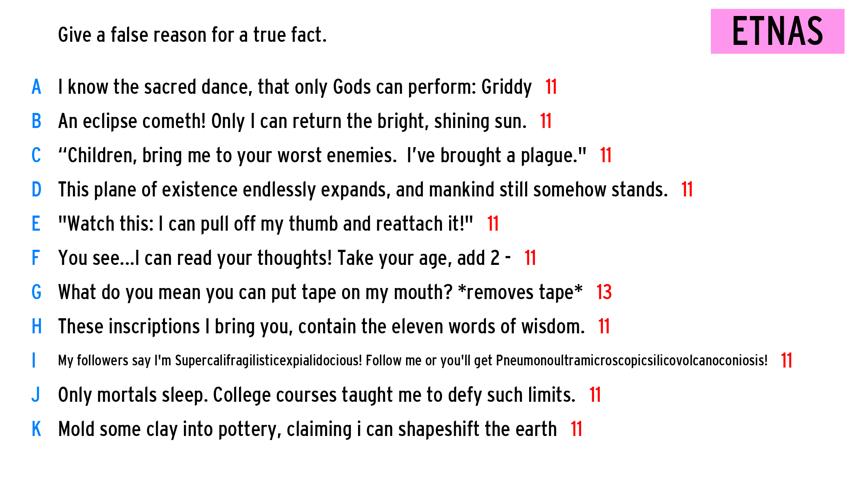 Give a false reason for a true fact.
ETNAS
A I know the sacred dance, that only Gods can perform: Griddy 11
B An eclipse cometh! Only I can return the bright, shining sun. 11
C “Children, bring me to your worst enemies. I’ve brought a plague." 11
D This plane of existence endlessly expands, and mankind still somehow stands. 11
E "Watch this: I can pull off my thumb and reattach it!" 11
F You see...I can read your thoughts! Take your age, add 2 - 11
G What do you mean you can put tape on my mouth? *removes tape* 13
H These inscriptions I bring you, contain the eleven words of wisdom. 11
I My followers say I'm Supercalifragilisticexpialidocious! Follow me or you'll get Pneumonoultramicroscopicsilicovolcanoconiosis! 11
J Only mortals sleep. College courses taught me to defy such limits. 11
K Mold some clay into pottery, claiming i can shapeshift the earth 11